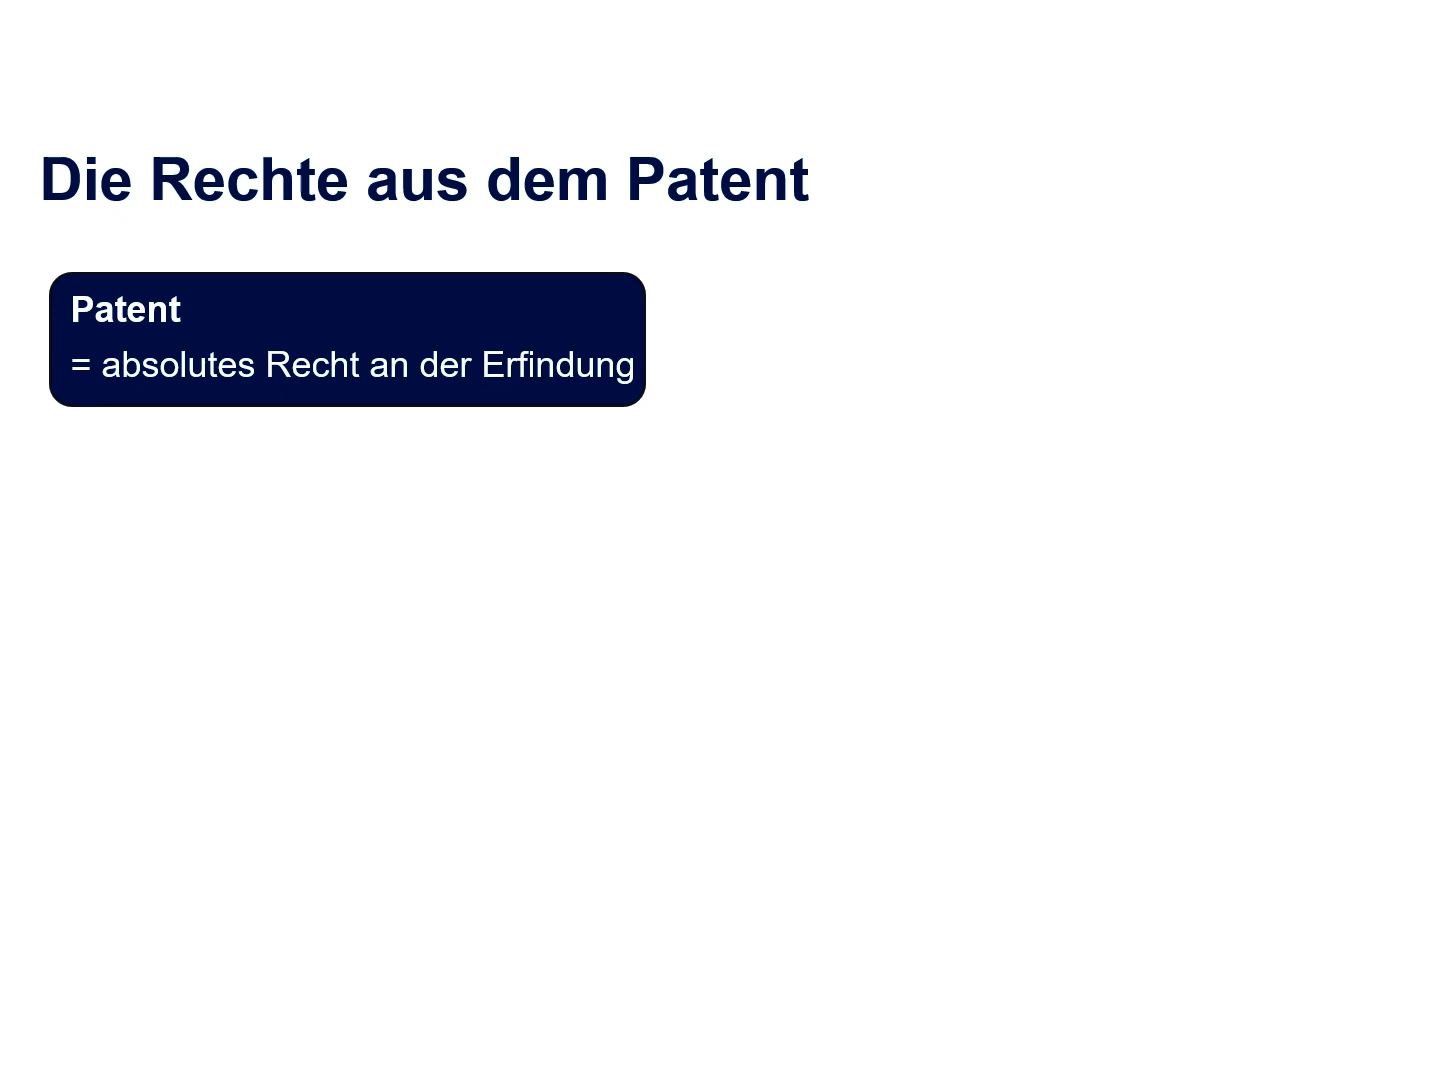 Die Rechte aus dem Patent
Patent
= absolutes Recht an der Erfindung